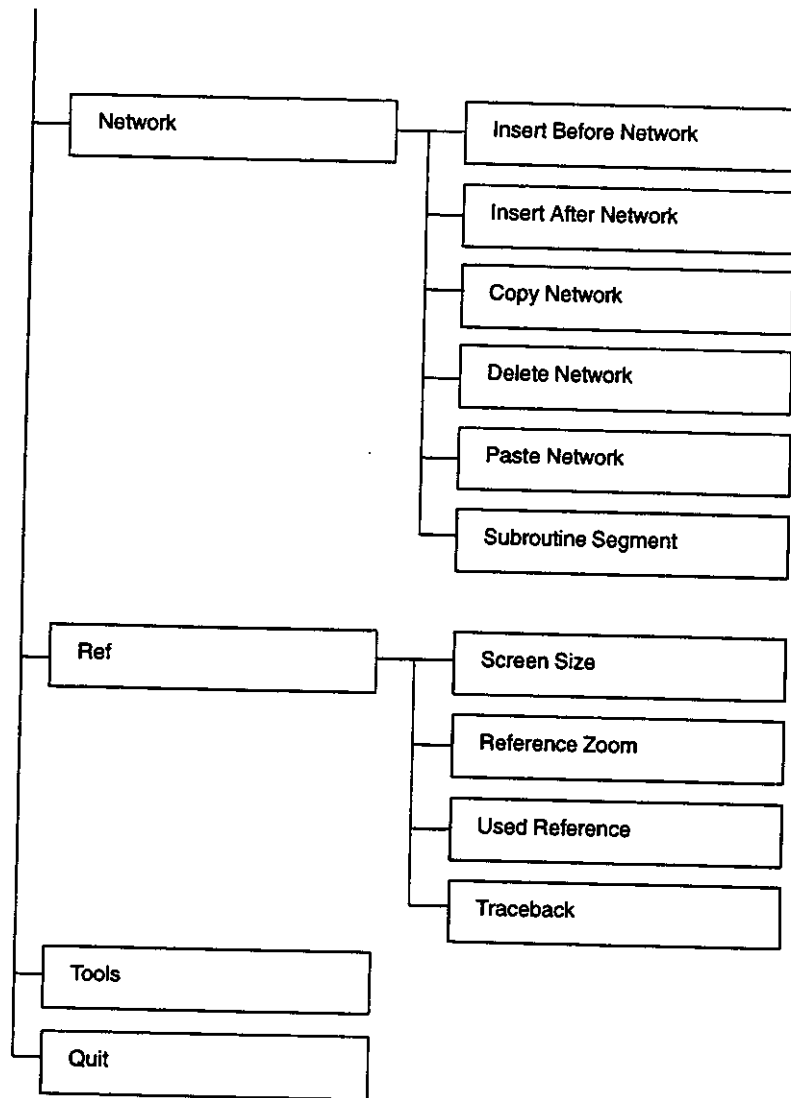 Network
Insert Before Network
Insert After Network
Copy Network
Delete Network
Paste Network
Subroutine Segment
Ref
Screen Size
Reference Zoom
Used Reference
Traceback
Tools
Quit